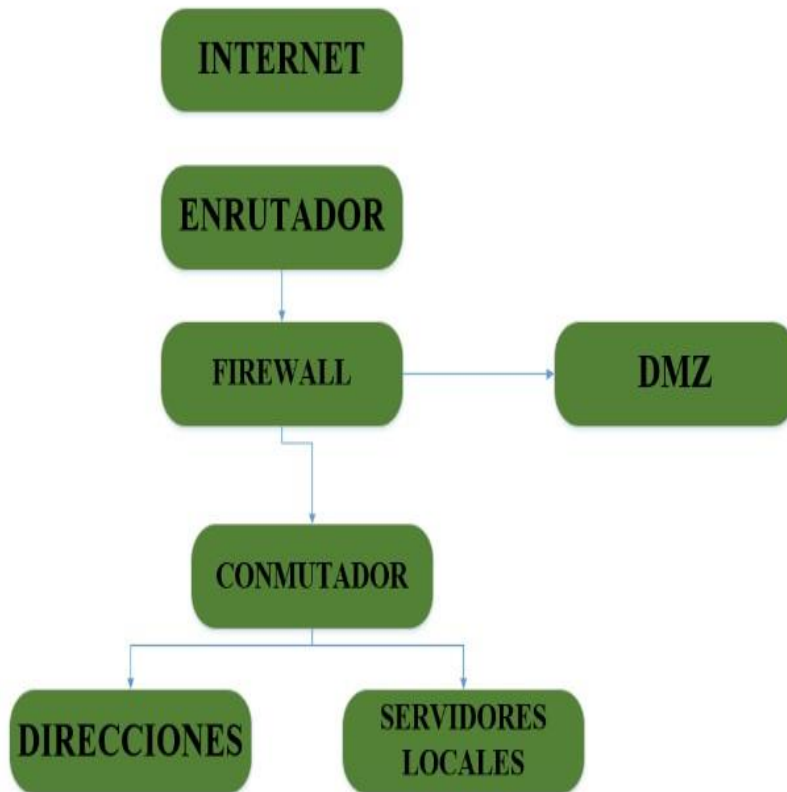 INTERNET
ENRUTADOR
FIREWALL
DMZ
CONMUTADOR
DIRECCIONES
SERVIDORES
LOCALES